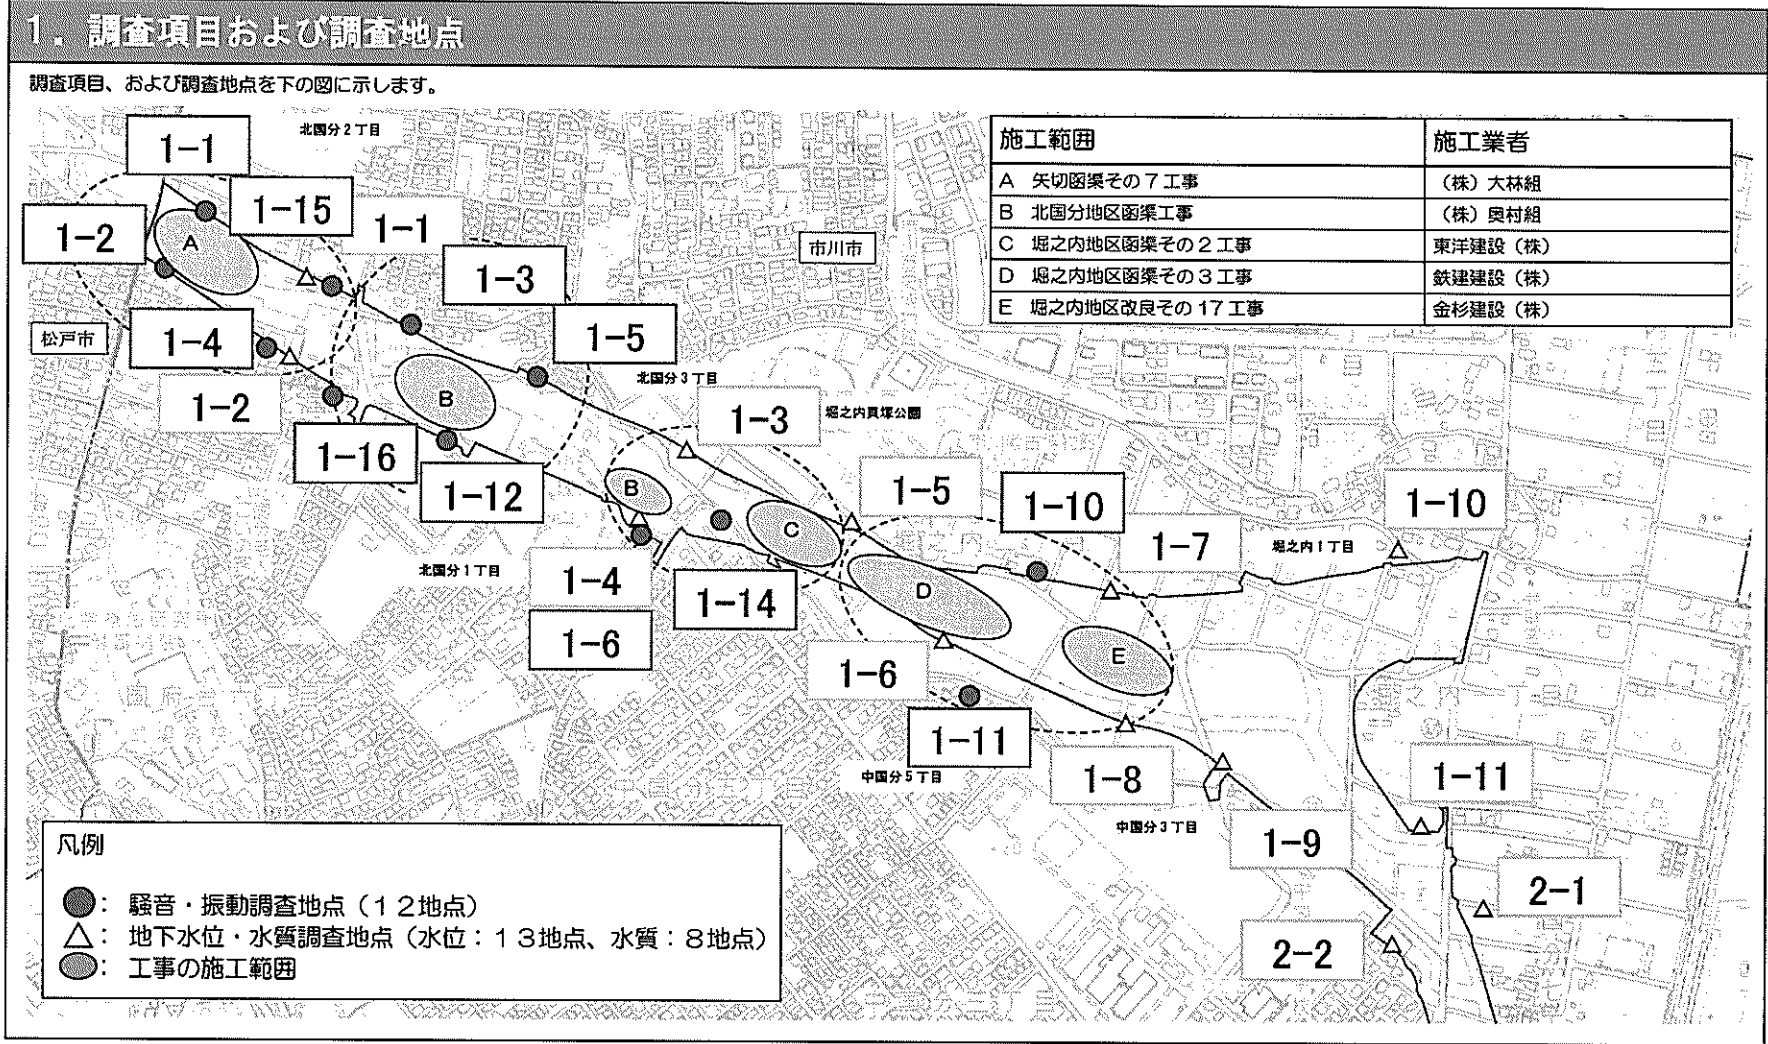 1．調査項目および調査地点
調査項目、および調査地点を下の図に示します。
施工範囲 施工業者
A 矢切函渠その7工事 （株）大林組
B 北国分地区函渠工事 （株）奥村組
C 堀之内地区函渠その2工事 東洋建設（株）
D 堀之内地区函渠その3工事 鉄建建設（株）
E 堀之内地区改良その17工事 金杉建設（株）
北国分2丁目
1-1
1-15
1-2
A
1-1
1-3
市川市
松戸市
1-4
1-5
1-2
B
北国分3丁目
1-3
堀之内貝塚公園
1-16
1-12
B
1-5
1-10
1-10
C
1-7
堀之内1丁目
北国分1丁目
1-4
1-14
D
1-6
1-6
E
1-11
中国分5丁目
1-8
1-11
中国分3丁目
1-9
2-1
2-2
凡例
：騒音・振動調査地点（12地点）
：地下水位・水質調査地点（水位：13地点、水質：8地点）
：工事の施工範囲